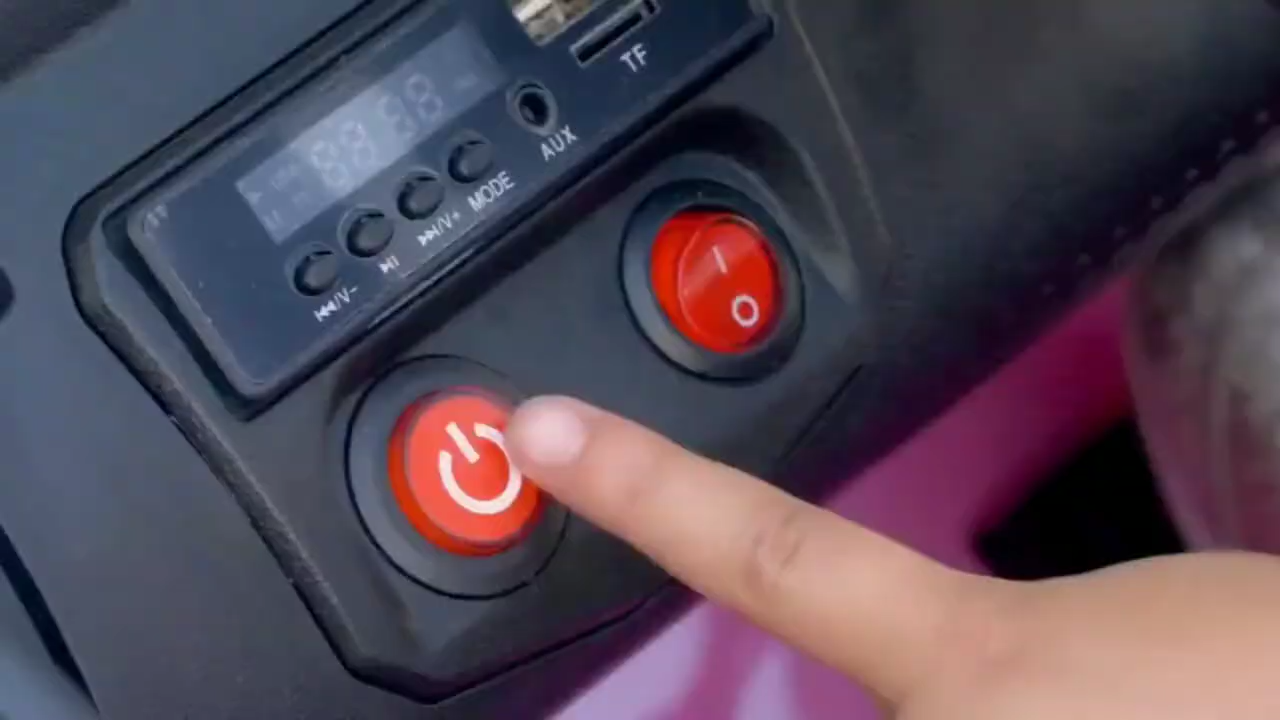 TF
AUX
MODE
⏭/V+
⏯
⏮/V-
I
O